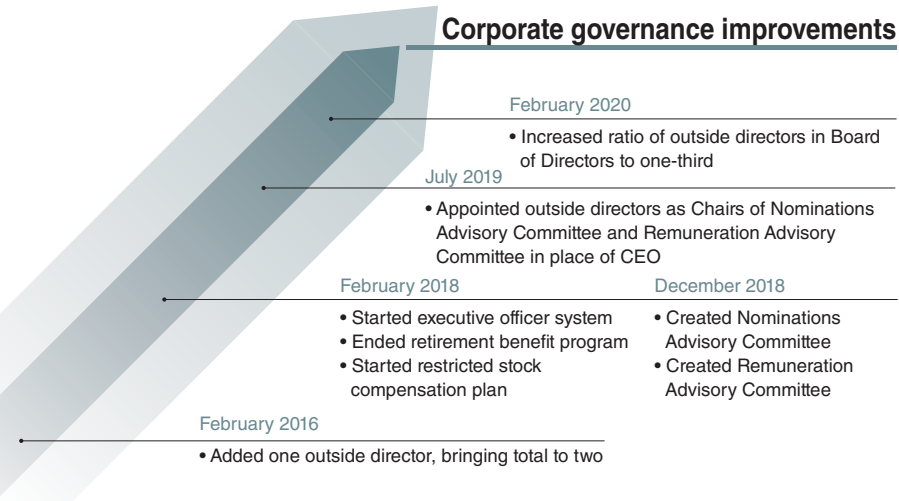 Corporate governance improvements
February 2020
• Increased ratio of outside directors in Board
of Directors to one-third
July 2019
• Appointed outside directors as Chairs of Nominations
Advisory Committee and Remuneration Advisory
Committee in place of CEO
February 2018
• Started executive officer system
• Ended retirement benefit program
• Started restricted stock
compensation plan
December 2018
• Created Nominations
Advisory Committee
• Created Remuneration
Advisory Committee
February 2016
• Added one outside director, bringing total to two